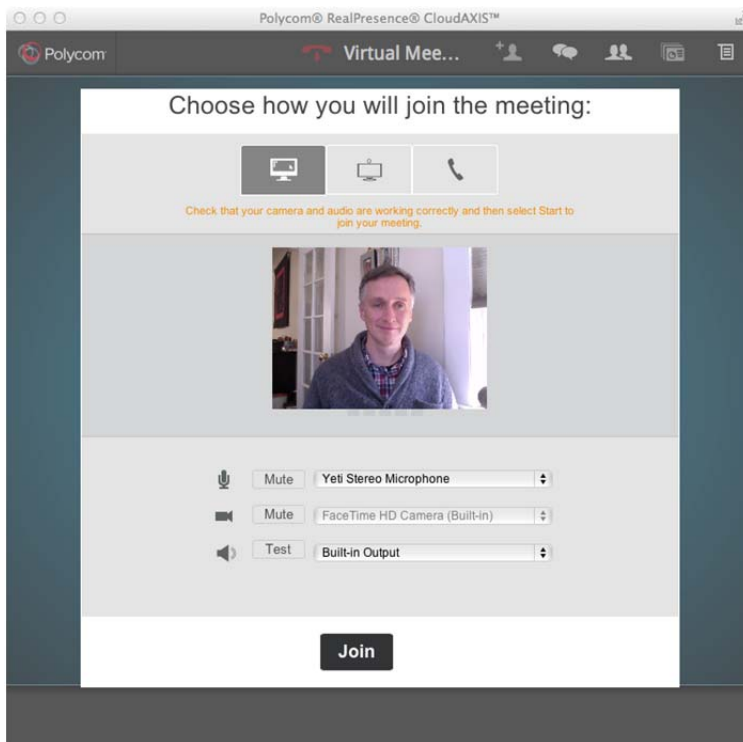 Polycom® RealPresence® CloudAXIS™
Polycom
Virtual Mee...
Choose how you will join the meeting:
Check that your camera and audio are working correctly and then select Start to
join your meeting.
Mute
Yeti Stereo Microphone
Mute
FaceTime HD Camera (Built-in)
Test
Built-in Output
Join